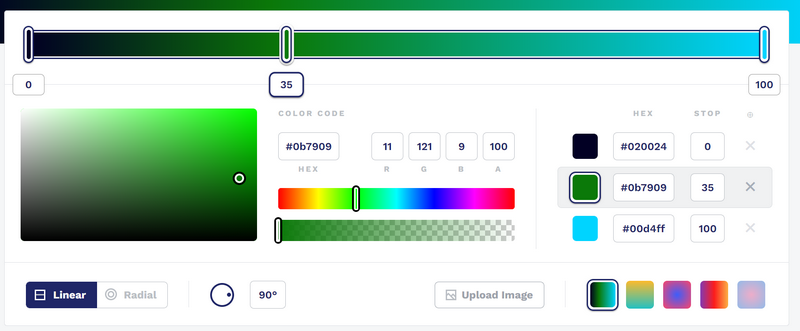 0 35 100
COLOR CODE HEX STOP
#0b7909 11 121 9 100 #020024 0
HEX R G B A
#0b7909 35
#00d4ff 100
Linear Radial 90° Upload Image